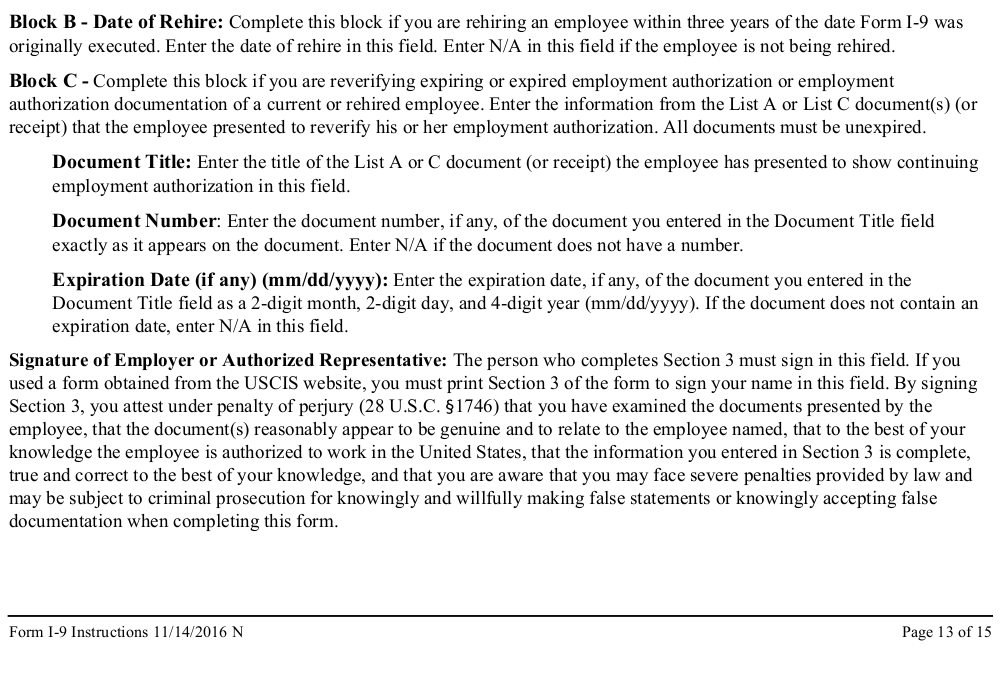 Block B - Date of Rehire: Complete this block if you are rehiring an employee within three years of the date Form I-9 was
originally executed. Enter the date of rehire in this field. Enter N/A in this field if the employee is not being rehired.
Block C - Complete this block if you are reverifying expiring or expired employment authorization or employment
authorization documentation of a current or rehired employee. Enter the information from the List A or List C document(s) (or
receipt) that the employee presented to reverify his or her employment authorization. All documents must be unexpired.
Document Title: Enter the title of the List A or C document (or receipt) the employee has presented to show continuing
employment authorization in this field.
Document Number: Enter the document number, if any, of the document you entered in the Document Title field
exactly as it appears on the document. Enter N/A if the document does not have a number.
Expiration Date (if any) (mm/dd/yyyy): Enter the expiration date, if any, of the document you entered in the
Document Title field as a 2-digit month, 2-digit day, and 4-digit year (mm/dd/yyyy). If the document does not contain an
expiration date, enter N/A in this field.
Signature of Employer or Authorized Representative: The person who completes Section 3 must sign in this field. If you
used a form obtained from the USCIS website, you must print Section 3 of the form to sign your name in this field. By signing
Section 3, you attest under penalty of perjury (28 U.S.C. §1746) that you have examined the documents presented by the
employee, that the document(s) reasonably appear to be genuine and to relate to the employee named, that to the best of your
knowledge the employee is authorized to work in the United States, that the information you entered in Section 3 is complete,
true and correct to the best of your knowledge, and that you are aware that you may face severe penalties provided by law and
may be subject to criminal prosecution for knowingly and willfully making false statements or knowingly accepting false
documentation when completing this form.
Form I-9 Instructions 11/14/2016 N
Page 13 of 15